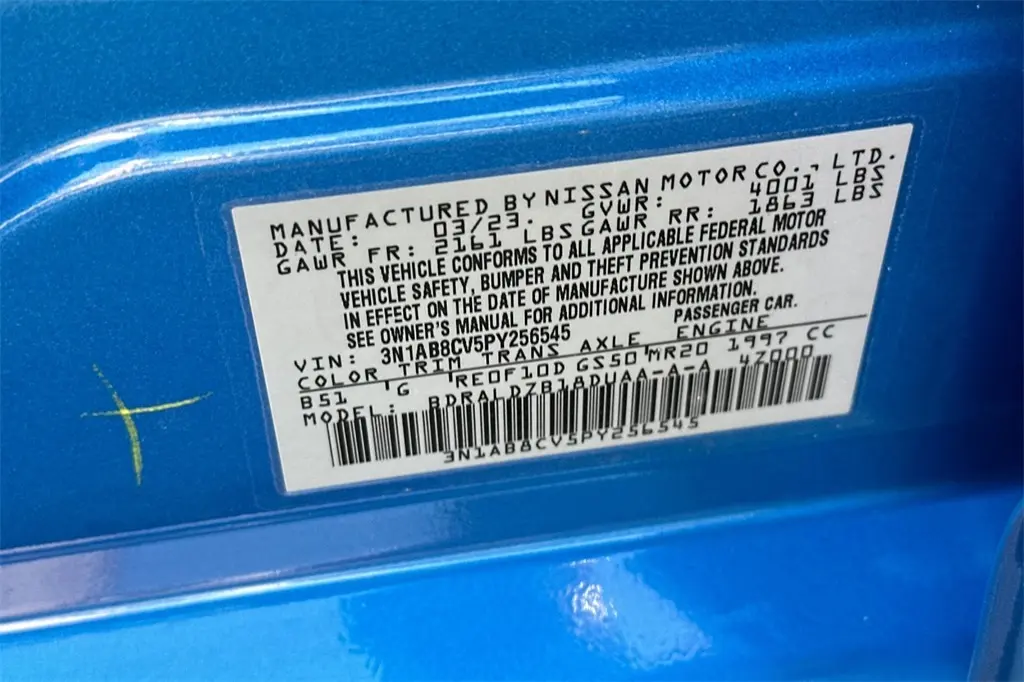 MANUFACTURED BY NISSAN MOTOR CO., LTD.
DATE: 03/23. GVWR: 4001 LBS
GAWR FR: 2161 LBS GAWR RR: 1863 LBS
THIS VEHICLE CONFORMS TO ALL APPLICABLE FEDERAL MOTOR
VEHICLE SAFETY, BUMPER AND THEFT PREVENTION STANDARDS
IN EFFECT ON THE DATE OF MANUFACTURE SHOWN ABOVE.
SEE OWNER'S MANUAL FOR ADDITIONAL INFORMATION.
VIN: 3N1AB8CV5PY256545 PASSENGER CAR.
COLOR TRIM TRANS AXLE ENGINE
B51 G RE0F10D GS50 MR20 1997 CC
MODEL: BDRALDZB18DUAA-A-A 4Z000
3N1AB8CV5PY256545